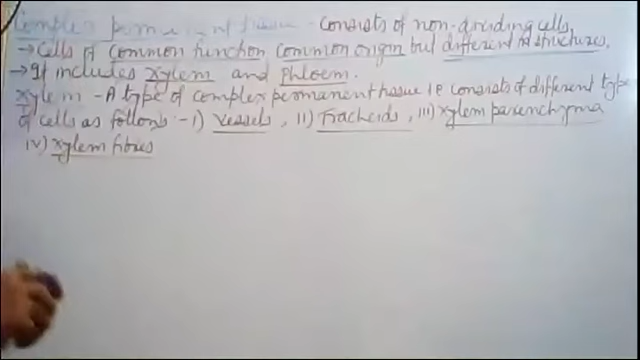 Complex permanent tissue - consists of non-dividing cells.
→ Cells of common function common origin but different in structures.
→ It includes xylem and phloem.
xylem - A type of complex permanent tissue i.e consists of different type
of cells as follows - i) vessels, ii) Tracheids, iii) xylem parenchyma
iv) xylem fibres